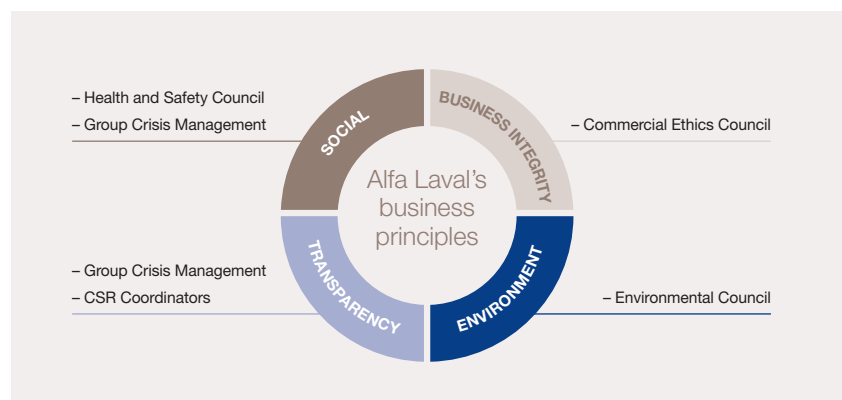 – Health and Safety Council
– Group Crisis Management
SOCIAL
BUSINESS INTEGRITY
– Commercial Ethics Council
Alfa Laval’s
business
principles
– Group Crisis Management
– CSR Coordinators
TRANSPARENCY
ENVIRONMENT
– Environmental Council